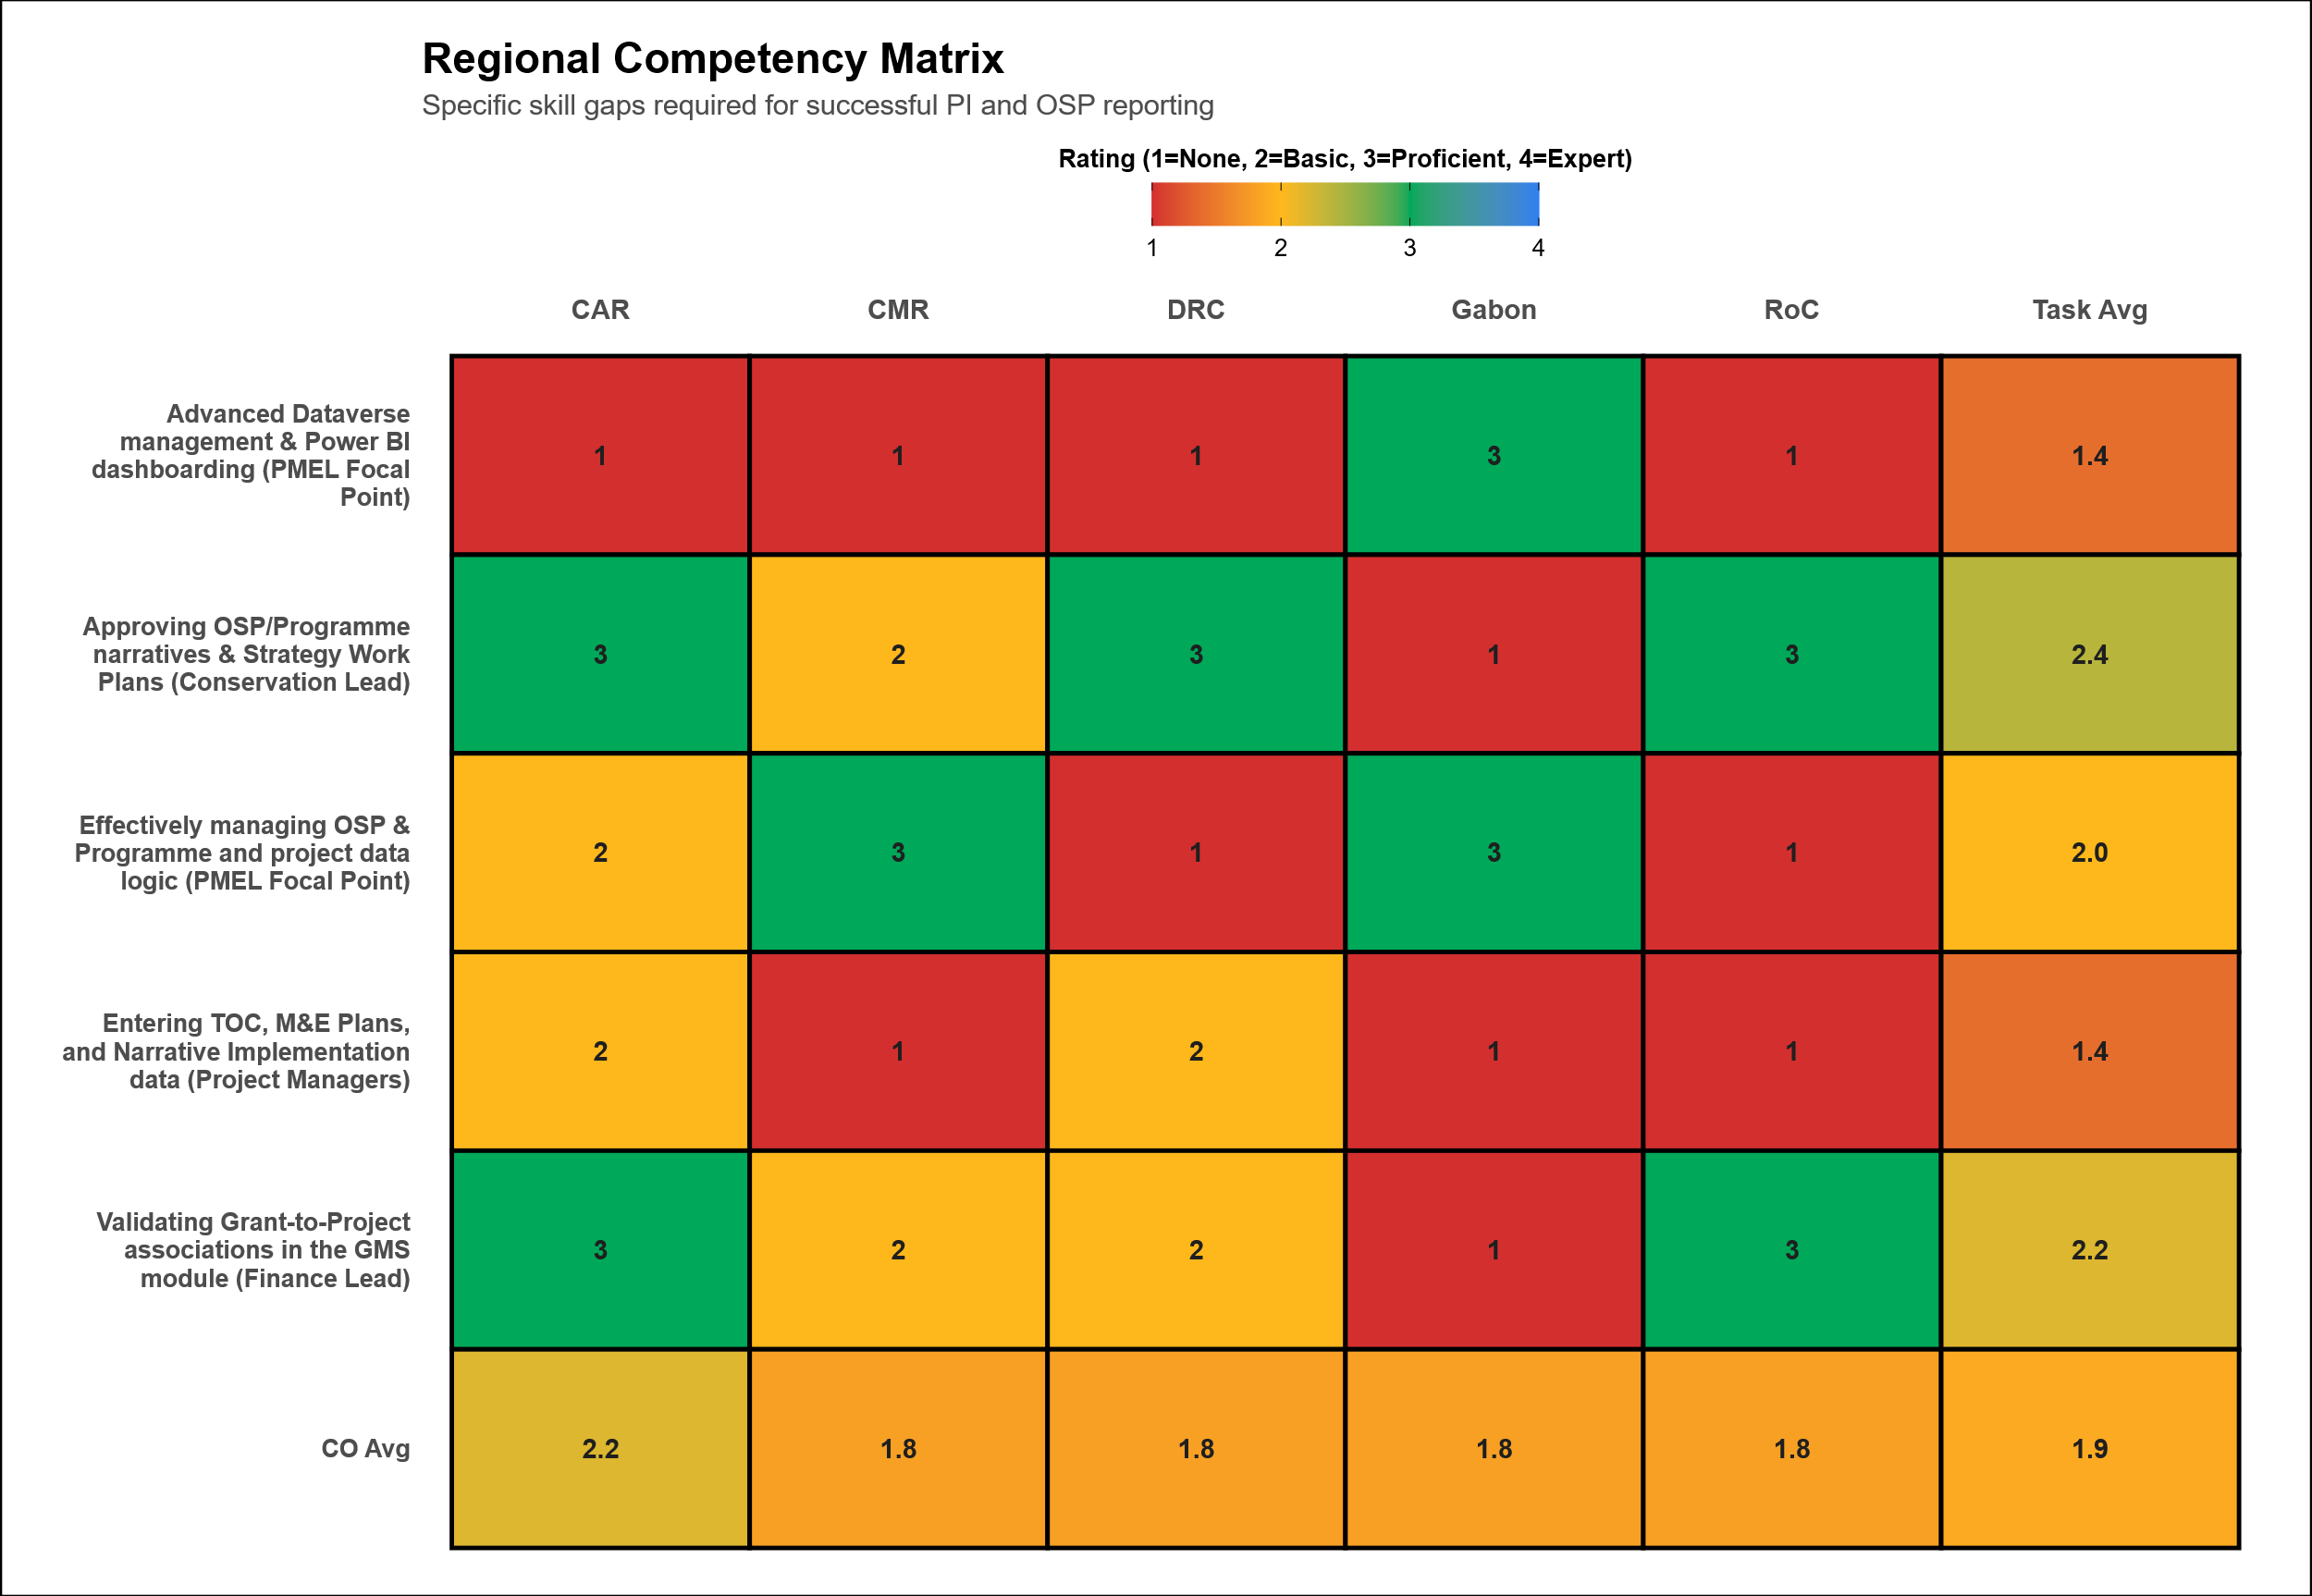 Regional Competency Matrix
Specific skill gaps required for successful PI and OSP reporting
Rating (1=None, 2=Basic, 3=Proficient, 4=Expert)
1 2 3 4
CAR CMR DRC Gabon RoC Task Avg
Advanced Dataverse
management & Power BI
dashboarding (PMEL Focal
Point)
1 1 1 3 1 1.4
Approving OSP/Programme
narratives & Strategy Work
Plans (Conservation Lead)
3 2 3 1 3 2.4
Effectively managing OSP &
Programme and project data
logic (PMEL Focal Point)
2 3 1 3 1 2.0
Entering TOC, M&E Plans,
and Narrative Implementation
data (Project Managers)
2 1 2 1 1 1.4
Validating Grant-to-Project
associations in the GMS
module (Finance Lead)
3 2 2 1 3 2.2
CO Avg
2.2 1.8 1.8 1.8 1.8 1.9